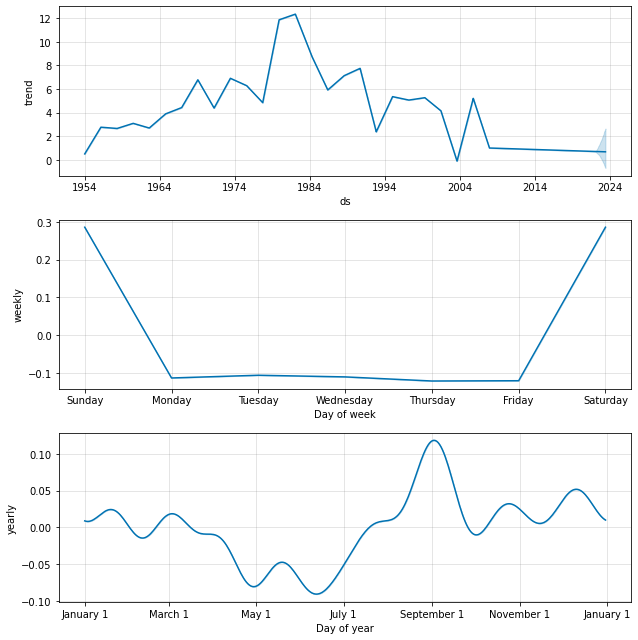 12
10
8
6
4
2
0
trend
1954 1964 1974 1984 1994 2004 2014 2024
ds
0.3
0.2
0.1
0.0
−0.1
weekly
Sunday Monday Tuesday Wednesday Thursday Friday Saturday
Day of week
0.10
0.05
0.00
−0.05
−0.10
yearly
January 1 March 1 May 1 July 1 September 1 November 1 January 1
Day of year